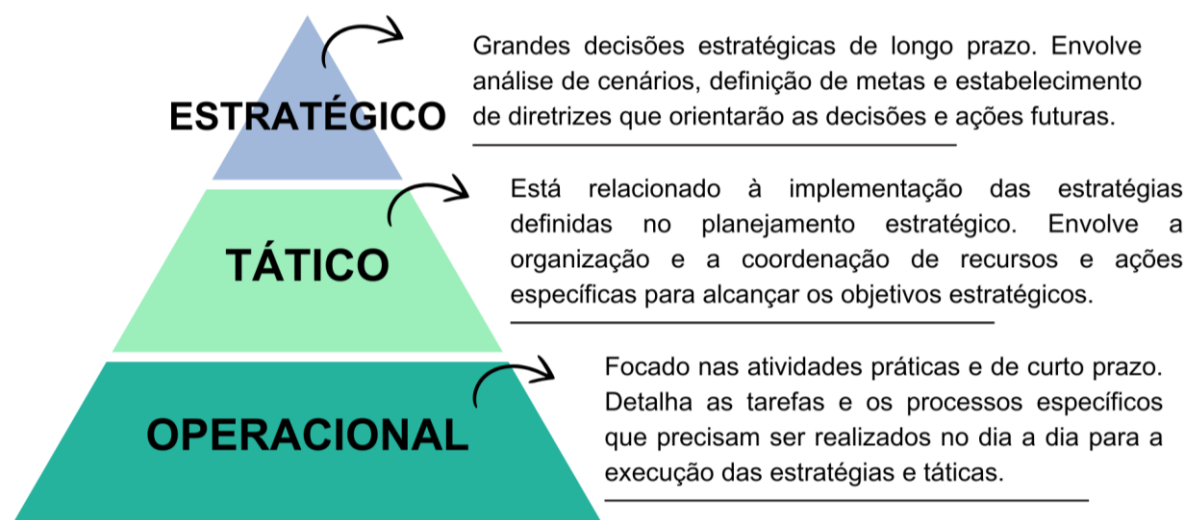 ESTRATÉGICO
Grandes decisões estratégicas de longo prazo. Envolve
análise de cenários, definição de metas e estabelecimento
de diretrizes que orientarão as decisões e ações futuras.
TÁTICO
Está relacionado à implementação das estratégias
definidas no planejamento estratégico. Envolve a
organização e a coordenação de recursos e ações
específicas para alcançar os objetivos estratégicos.
OPERACIONAL
Focado nas atividades práticas e de curto prazo.
Detalha as tarefas e os processos específicos
que precisam ser realizados no dia a dia para a
execução das estratégias e táticas.